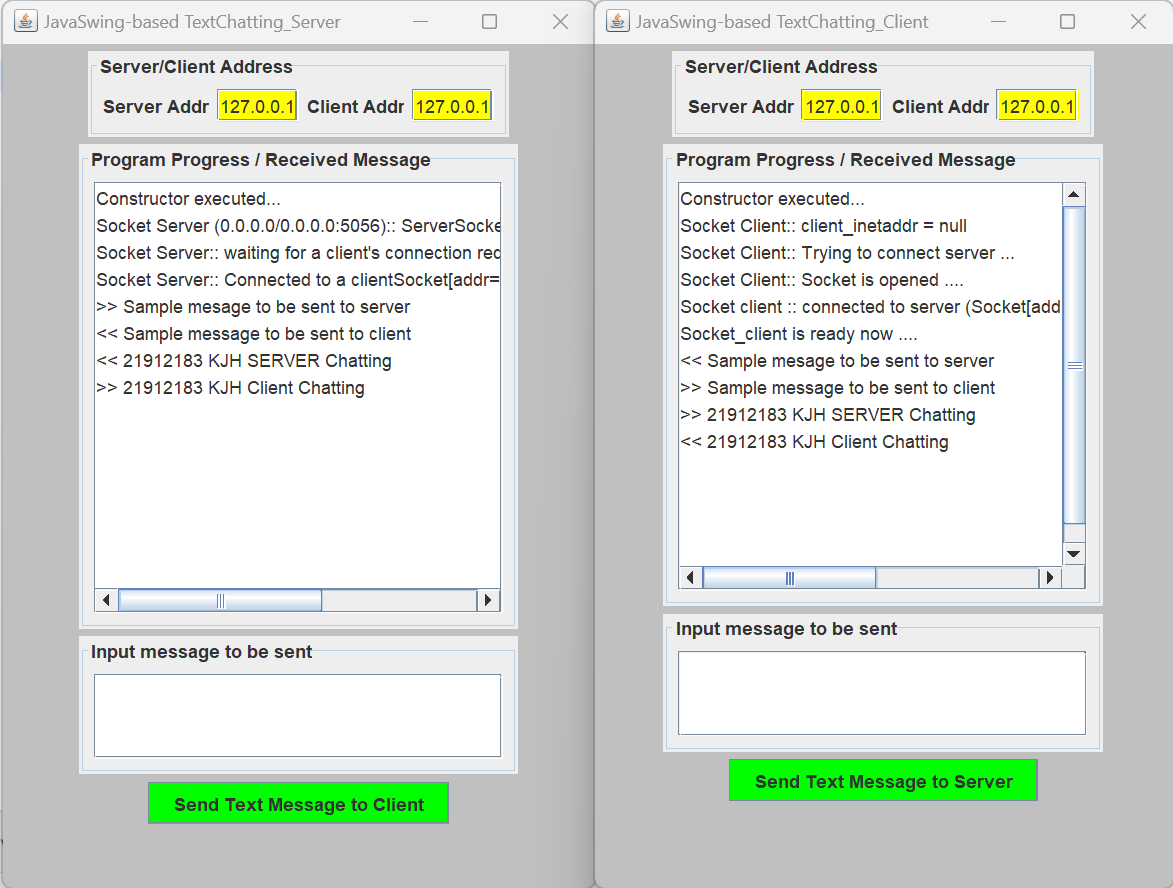 JavaSwing-based TextChatting_Server
Server/Client Address
Server Addr 127.0.0.1 Client Addr 127.0.0.1
Program Progress / Received Message
Constructor executed...
Socket Server (0.0.0.0/0.0.0.0:5056):: ServerSocke
Socket Server:: waiting for a client's connection rec
Socket Server:: Connected to a clientSocket[addr=
>> Sample mesage to be sent to server
<< Sample message to be sent to client
<< 21912183 KJH SERVER Chatting
>> 21912183 KJH Client Chatting
Input message to be sent
Send Text Message to Client
JavaSwing-based TextChatting_Client
Server/Client Address
Server Addr 127.0.0.1 Client Addr 127.0.0.1
Program Progress / Received Message
Constructor executed...
Socket Client:: client_inetaddr = null
Socket Client:: Trying to connect server ...
Socket Client:: Socket is opened ....
Socket client :: connected to server (Socket[add
Socket_client is ready now ....
<< Sample mesage to be sent to server
>> Sample message to be sent to client
>> 21912183 KJH SERVER Chatting
<< 21912183 KJH Client Chatting
Input message to be sent
Send Text Message to Server